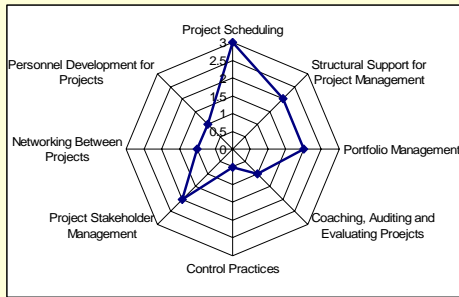 Project Scheduling
Structural Support for
Project Management
Portfolio Management
Coaching, Auditing and
Evaluating Proejcts
Control Practices
Project Stakeholder
Management
Networking Between
Projects
Personnel Development for
Projects
3
2.5
2
1.5
1
0.5
0